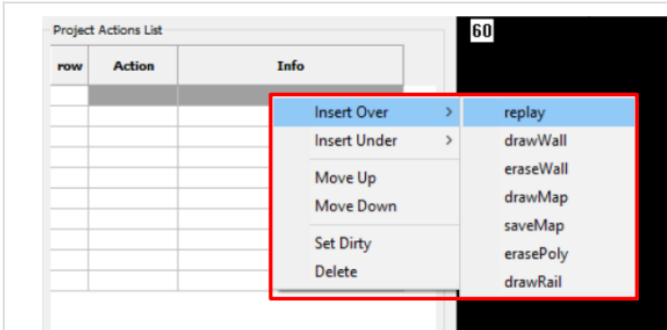 Project Actions List
60
row Action Info
Insert Over > replay
Insert Under > drawWall
eraseWall
Move Up drawMap
Move Down saveMap
Set Dirty erasePoly
Delete drawRail